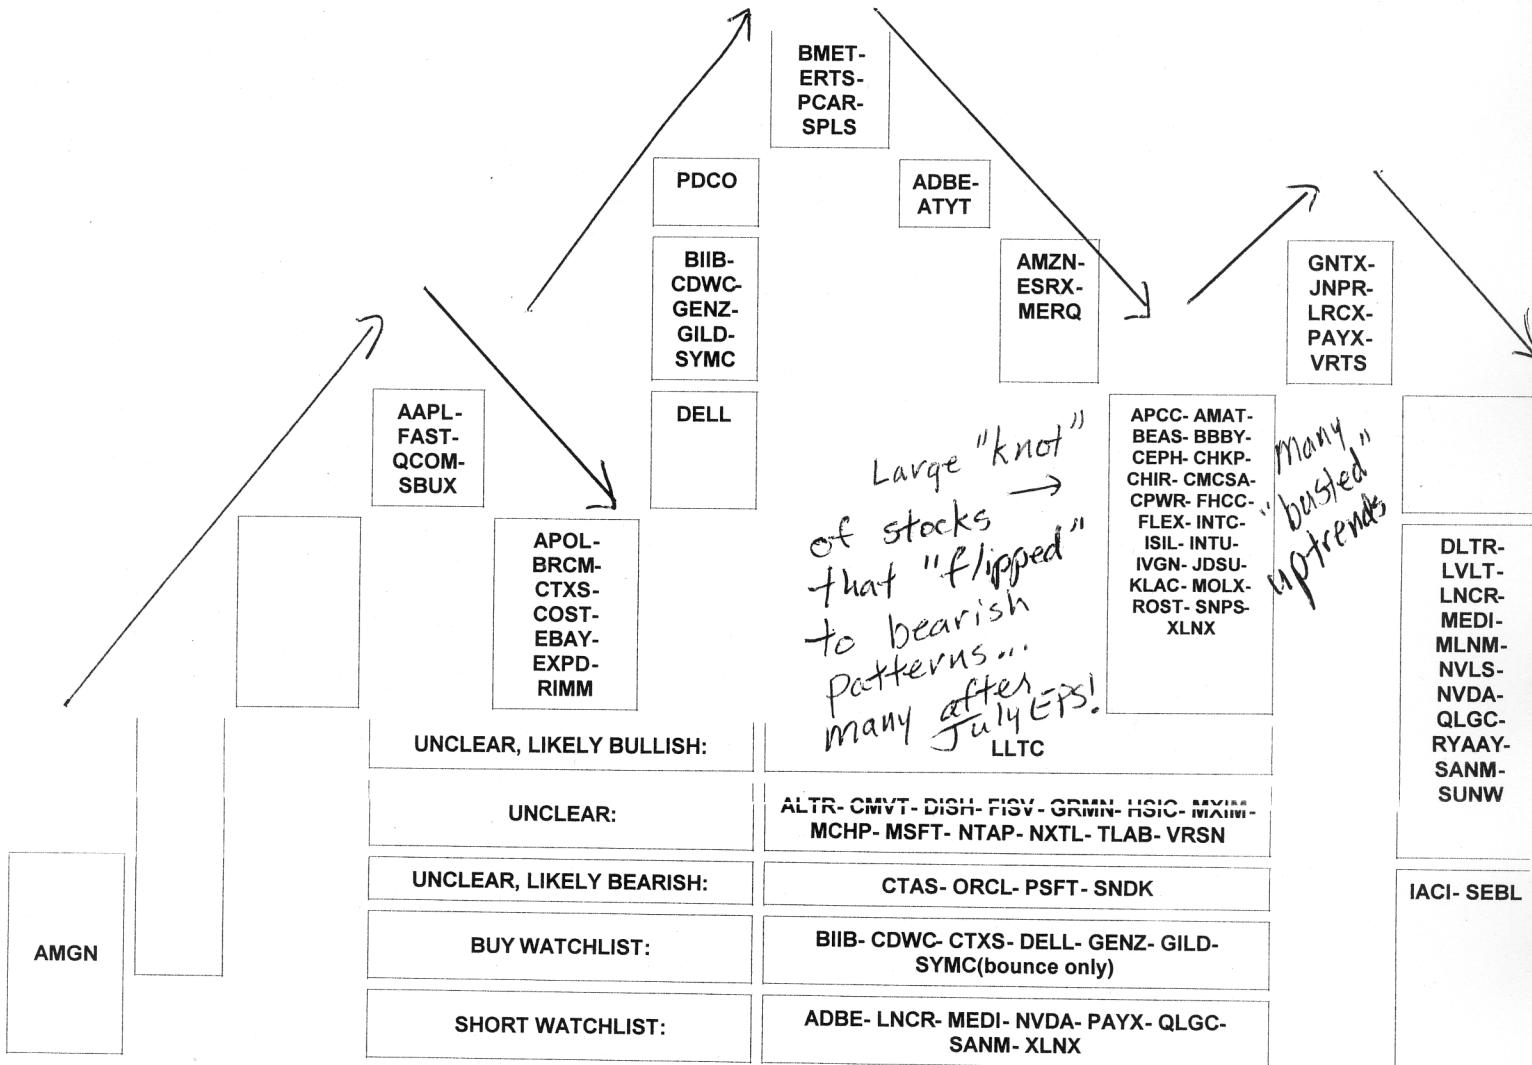 BMET-
ERTS-
PCAR-
SPLS
PDCO
ADBE-
ATYT
BIIB-
CDWC-
GENZ-
GILD-
SYMC
AMZN-
ESRX-
MERQ
GNTX-
JNPR-
LRCX-
PAYX-
VRTS
AAPL-
FAST-
QCOM-
SBUX
DELL
Large "knot"
of stocks
that "flipped"
to bearish
patterns...
many after
July EPS!
APCC- AMAT-
BEAS- BBBY-
CEPH- CHKP-
CHIR- CMCSA-
CPWR- FHCC-
FLEX- INTC-
ISIL- INTU-
IVGN- JDSU-
KLAC- MOLX-
ROST- SNPS-
XLNX
many
"busted"
uptrends
APOL-
BRCM-
CTXS-
COST-
EBAY-
EXPD-
RIMM
DLTR-
LVLT-
LNCR-
MEDI-
MLNM-
NVLS-
NVDA-
QLGC-
RYAAY-
SANM-
SUNW
UNCLEAR, LIKELY BULLISH:
LLTC
UNCLEAR:
ALTR- CMVT- DISH- FISV- GRMN- HSIC- MXIM-
MCHP- MSFT- NTAP- NXTL- TLAB- VRSN
UNCLEAR, LIKELY BEARISH:
CTAS- ORCL- PSFT- SNDK
IACI- SEBL
AMGN
BUY WATCHLIST:
BIIB- CDWC- CTXS- DELL- GENZ- GILD-
SYMC(bounce only)
SHORT WATCHLIST:
ADBE- LNCR- MEDI- NVDA- PAYX- QLGC-
SANM- XLNX